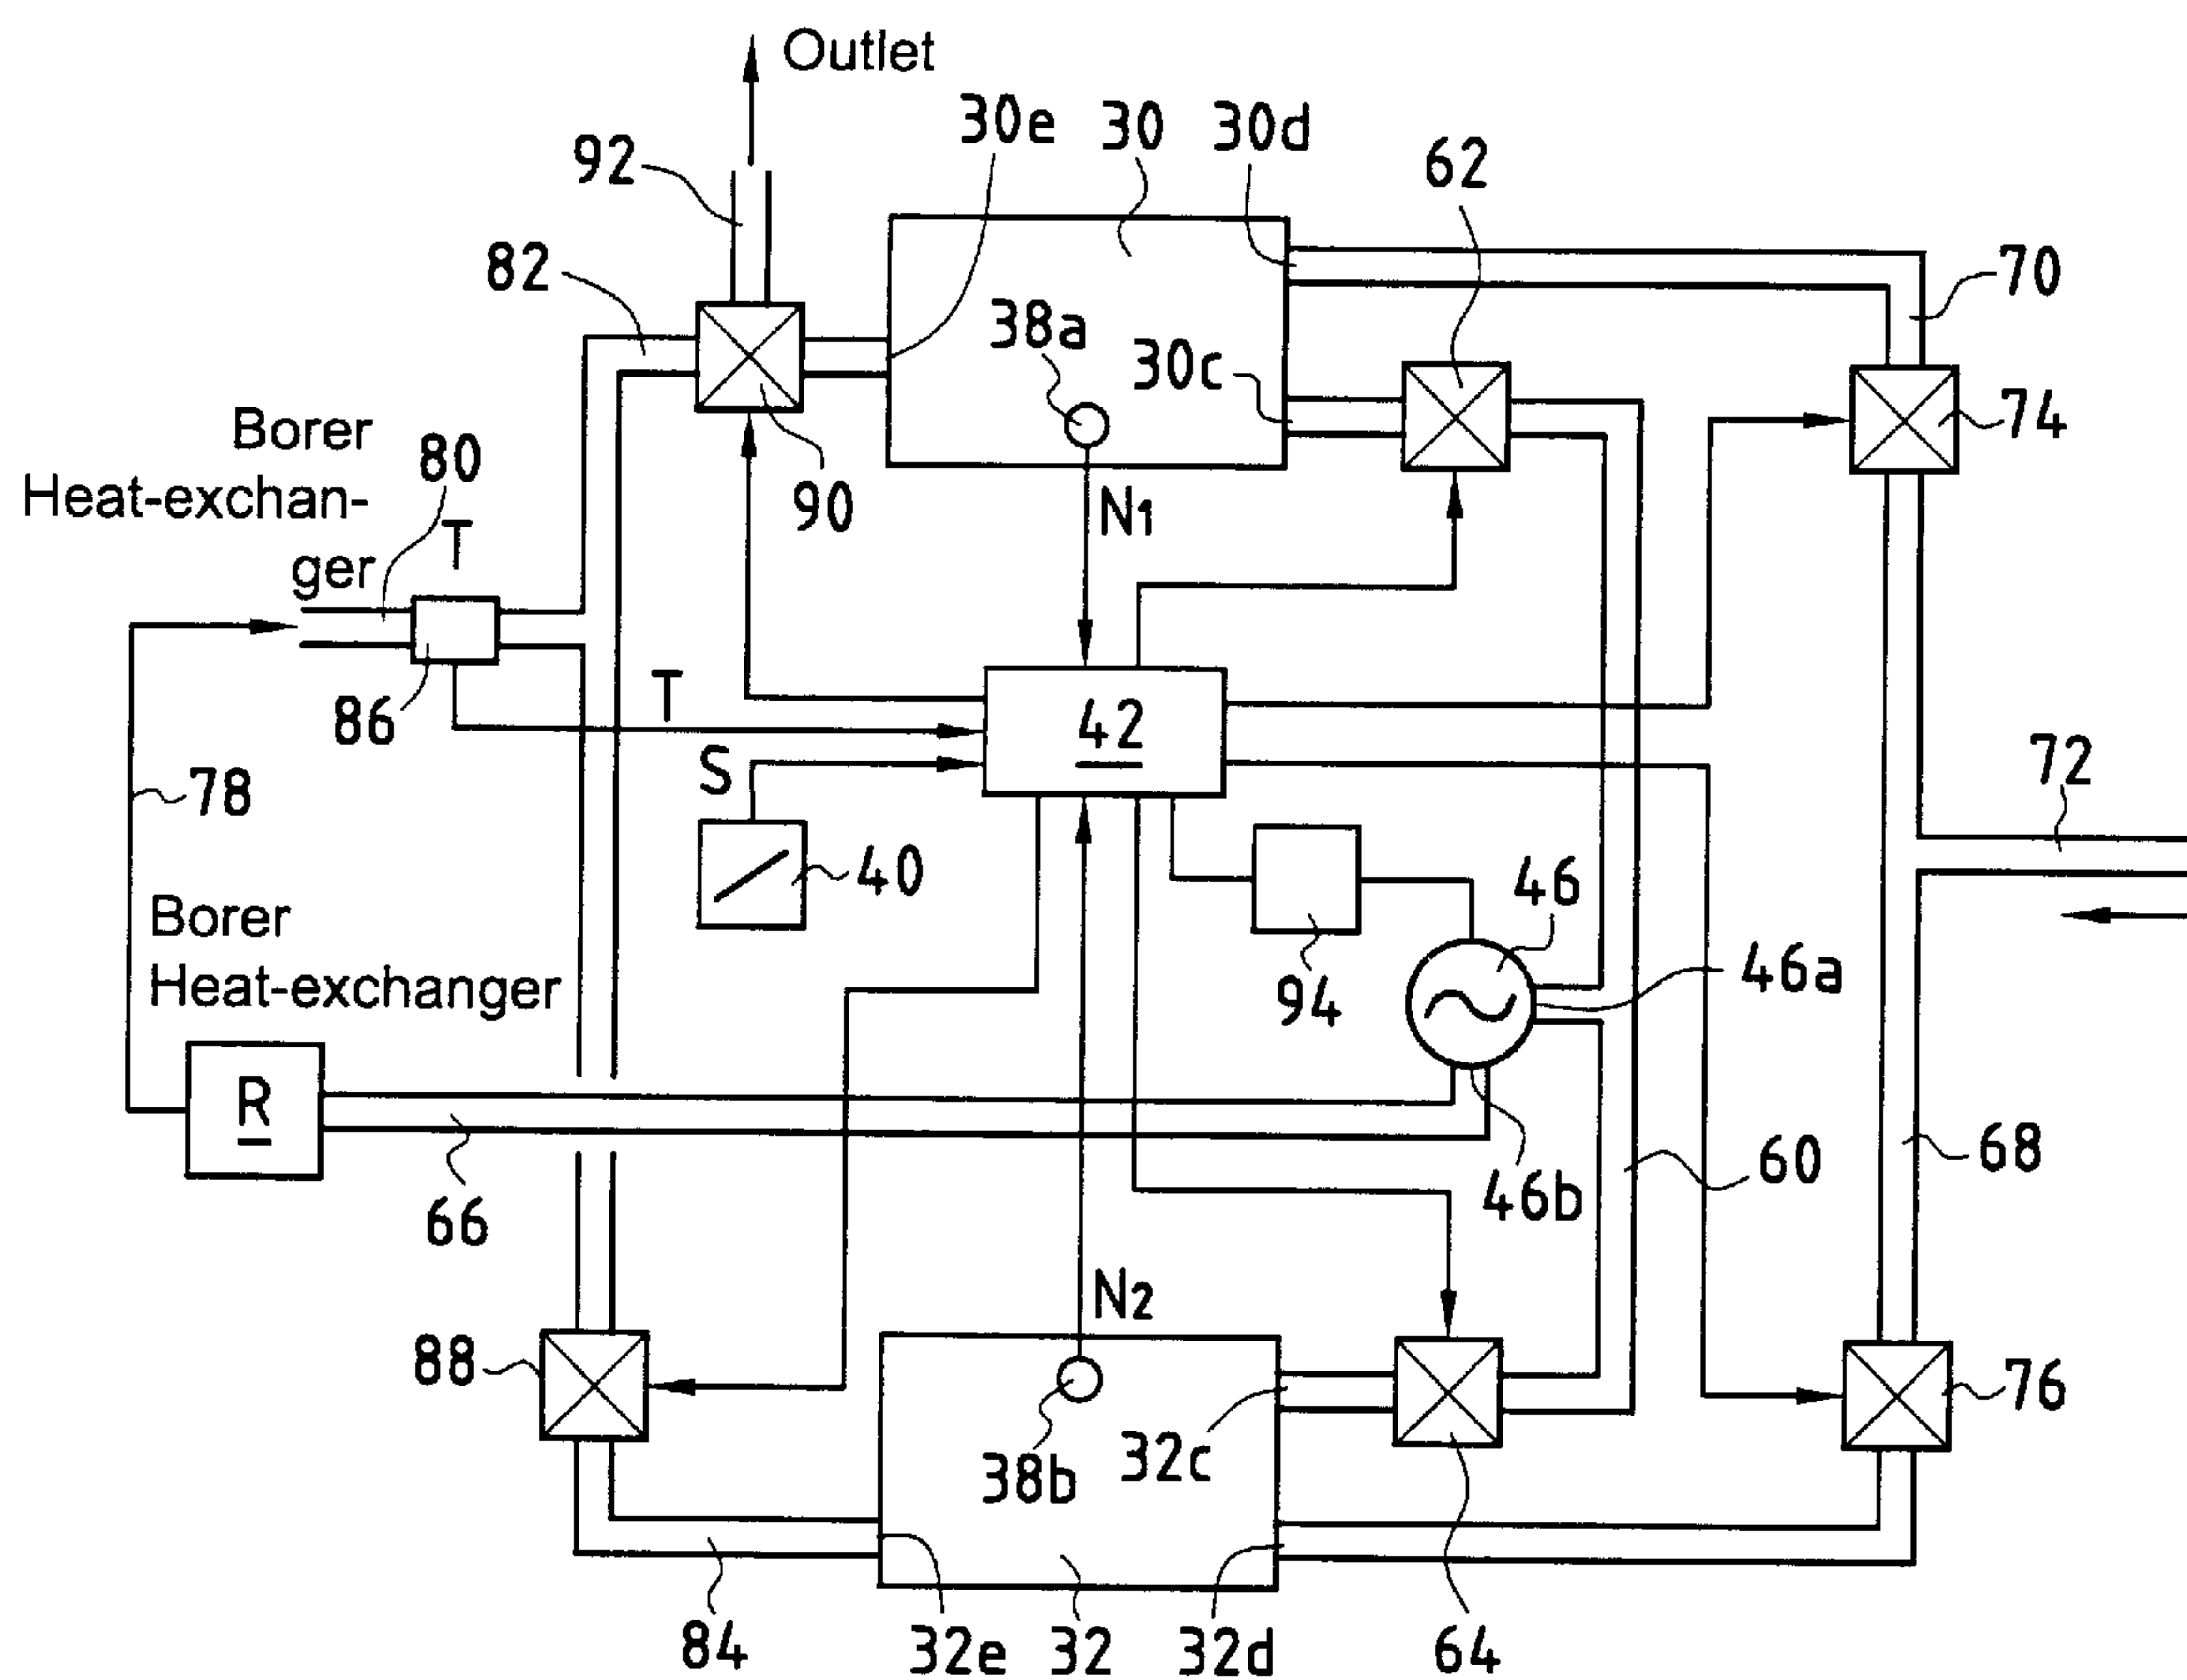 Outlet
30e
30
30d
92
62
82
70
38a
30c
Borer
80
74
Heat-exchan-
90
N1
T
ger
86
T
42
S
72
78
40
46
Borer
46a
Heat-exchanger
94
R
68
60
46b
66
N2
88
76
32c
38b
84
32e
32
32d
64